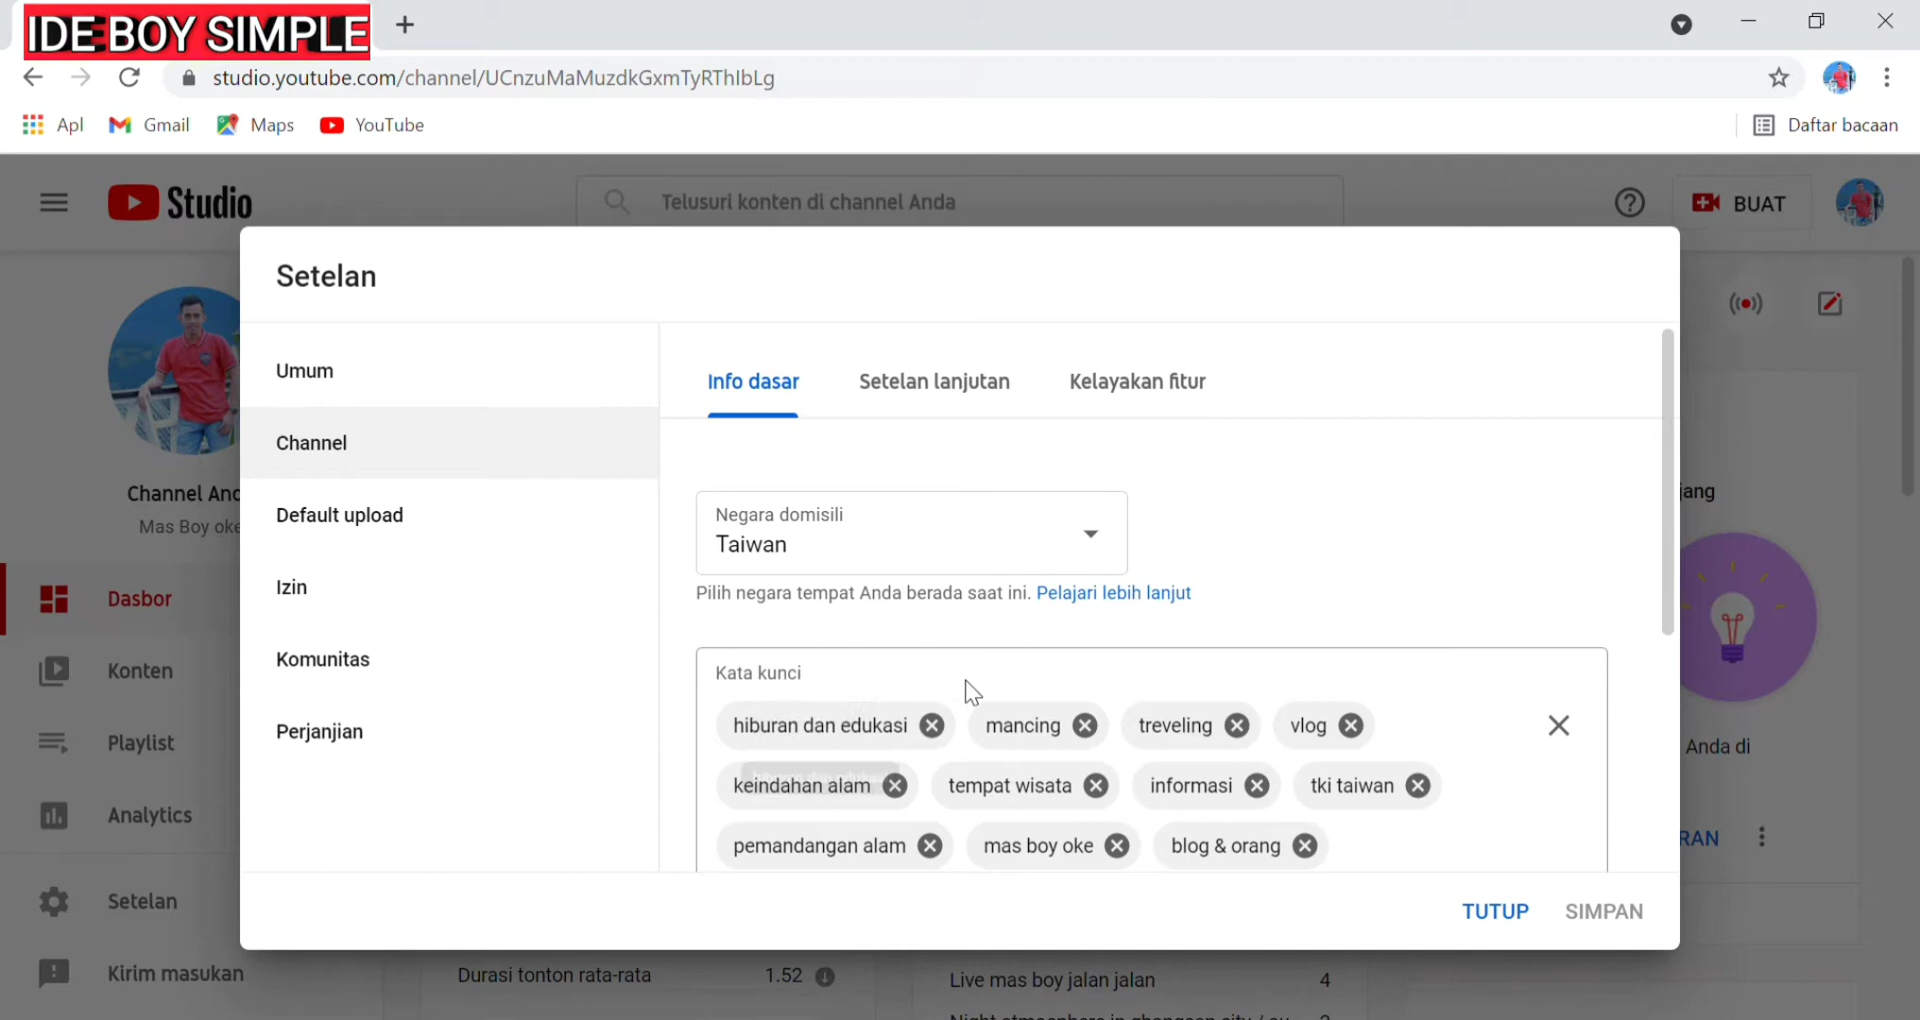 IDE BOY SIMPLE
studio.youtube.com/channel/UCnzuMaMuzdkGxmTyRThIbLg
Apl Gmail Maps YouTube Daftar bacaan
Studio Telusuri konten di channel Anda BUAT
Setelan
Umum
Channel
Default upload
Izin
Komunitas
Perjanjian
Info dasar Setelan lanjutan Kelayakan fitur
Negara domisili
Taiwan
Pilih negara tempat Anda berada saat ini. Pelajari lebih lanjut
Kata kunci
hiburan dan edukasi mancing treveling vlog
keindahan alam tempat wisata informasi tki taiwan
pemandangan alam mas boy oke blog & orang
TUTUP SIMPAN
Channel And
Mas Boy oke
Dasbor
Konten
Playlist
Analytics
Setelan
Kirim masukan
jang
Anda di
RAN
Durasi tonton rata-rata 1.52
Live mas boy jalan jalan 4